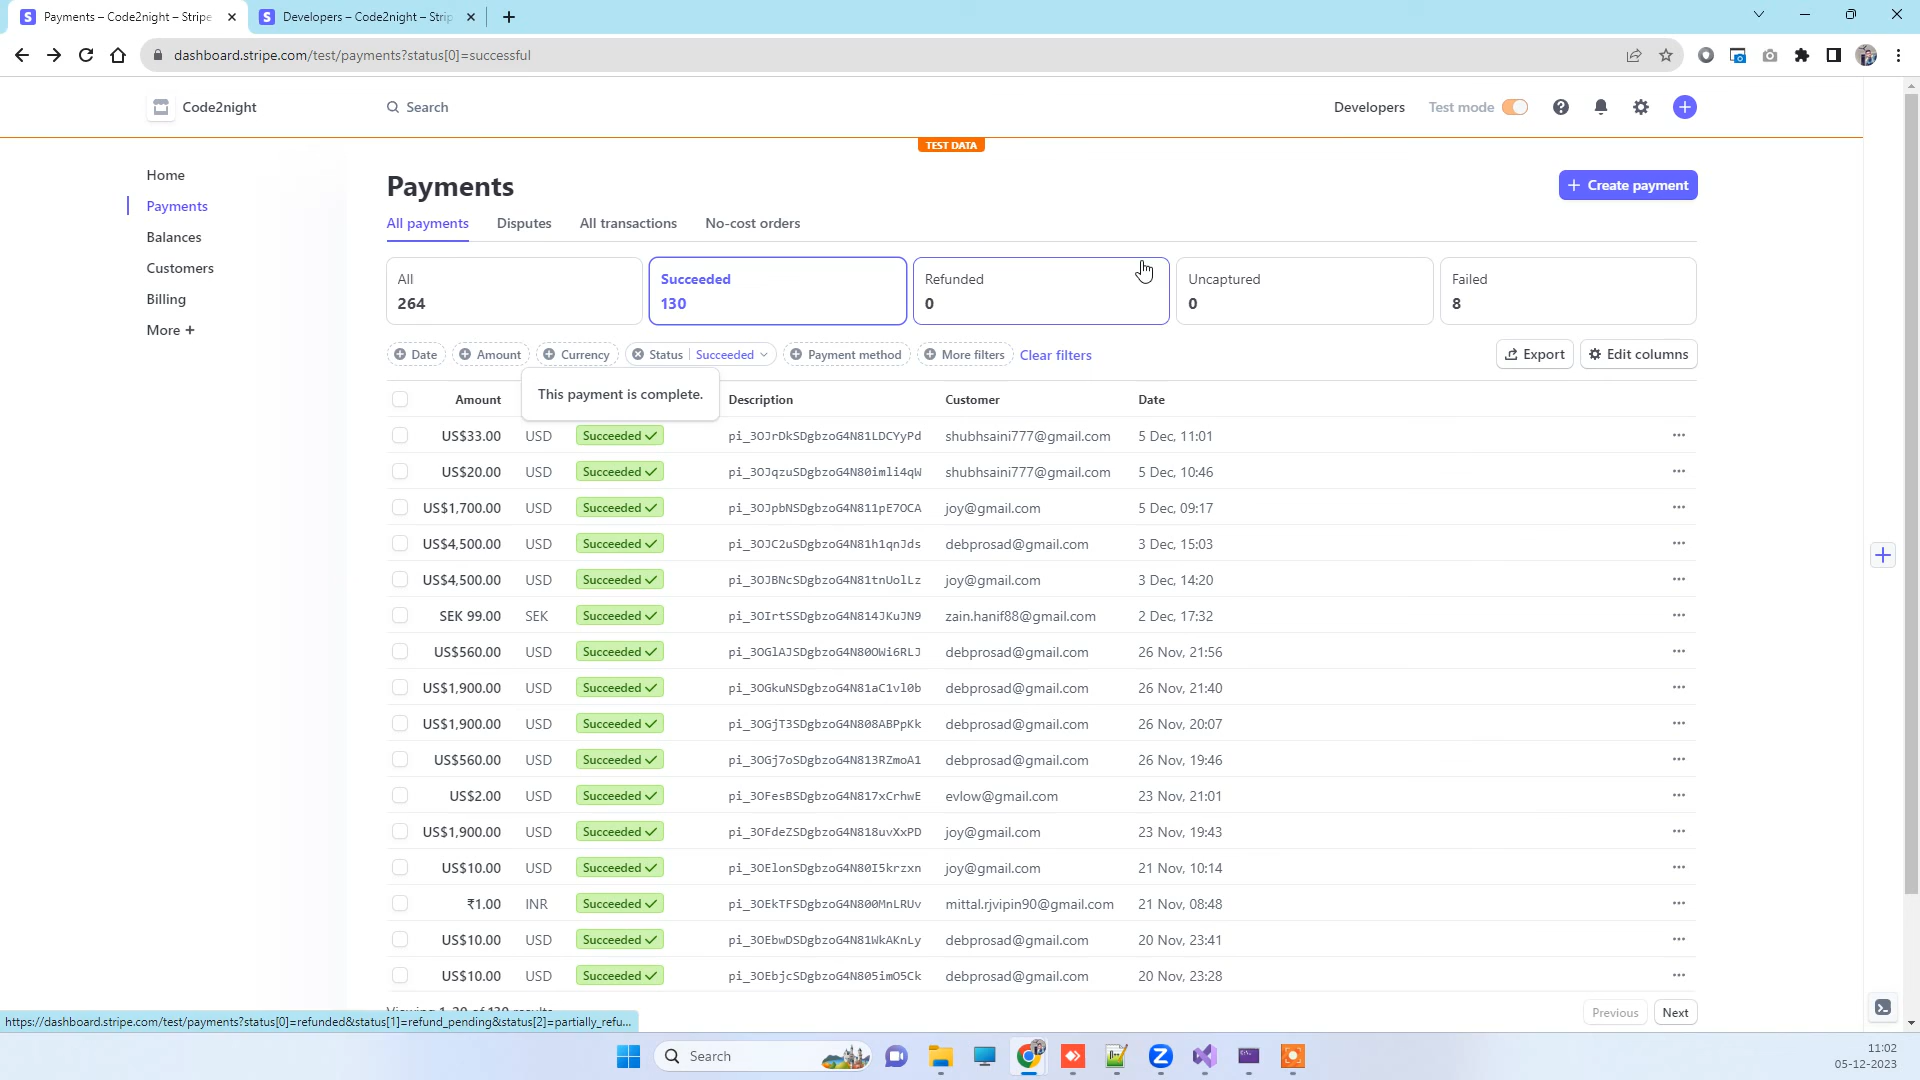 Payments – Code2night – Stripe
Developers – Code2night – Strip
dashboard.stripe.com/test/payments?status[0]=successful
Code2night
Search
Developers
Test mode
TEST DATA
Home
Payments
Balances
Customers
Billing
More +
Payments
Create payment
All payments
Disputes
All transactions
No-cost orders
All
264
Succeeded
130
Refunded
0
Uncaptured
0
Failed
8
Date
Amount
Currency
Status | Succeeded
Payment method
More filters
Clear filters
Export
Edit columns
This payment is complete.
Amount Description Customer Date
US$33.00 USD Succeeded ✓ pi_3OJrDkSDgbzoG4N81LDCYyPd shubhsaini777@gmail.com 5 Dec, 11:01
US$20.00 USD Succeeded ✓ pi_3OJqzuSDgbzoG4N80imli4qW shubhsaini777@gmail.com 5 Dec, 10:46
US$1,700.00 USD Succeeded ✓ pi_3OJpbNSDgbzoG4N811pE7OCA joy@gmail.com 5 Dec, 09:17
US$4,500.00 USD Succeeded ✓ pi_3OJC2uSDgbzoG4N81h1qnJds debprosad@gmail.com 3 Dec, 15:03
US$4,500.00 USD Succeeded ✓ pi_3OJBNcSDgbzoG4N81tnUolLz joy@gmail.com 3 Dec, 14:20
SEK 99.00 SEK Succeeded ✓ pi_3OIrtSSDgbzoG4N814JKuJN9 zain.hanif88@gmail.com 2 Dec, 17:32
US$560.00 USD Succeeded ✓ pi_3OGlAJSDgbzoG4N80OWi6RLJ debprosad@gmail.com 26 Nov, 21:56
US$1,900.00 USD Succeeded ✓ pi_3OGkuNSDgbzoG4N81aC1vl0b debprosad@gmail.com 26 Nov, 21:40
US$1,900.00 USD Succeeded ✓ pi_3OGjT3SDgbzoG4N808ABPpKk debprosad@gmail.com 26 Nov, 20:07
US$560.00 USD Succeeded ✓ pi_3OGj7oSDgbzoG4N813RZmoA1 debprosad@gmail.com 26 Nov, 19:46
US$2.00 USD Succeeded ✓ pi_3OFesBSDgbzoG4N817xCrhwE evlow@gmail.com 23 Nov, 21:01
US$1,900.00 USD Succeeded ✓ pi_3OFdeZSDgbzoG4N818uvXxPD joy@gmail.com 23 Nov, 19:43
US$10.00 USD Succeeded ✓ pi_3OElonSDgbzoG4N80I5krzxn joy@gmail.com 21 Nov, 10:14
₹1.00 INR Succeeded ✓ pi_3OEkTFSDgbzoG4N800MnLRUv mittal.rjvipin90@gmail.com 21 Nov, 08:48
US$10.00 USD Succeeded ✓ pi_3OEbwDSDgbzoG4N81WkAKnLy debprosad@gmail.com 20 Nov, 23:41
US$10.00 USD Succeeded ✓ pi_3OEbjcSDgbzoG4N805imO5Ck debprosad@gmail.com 20 Nov, 23:28
Viewing 1-20 of 130 results
Previous
Next
https://dashboard.stripe.com/test/payments?status[0]=refunded&status[1]=refund_pending&status[2]=partially_refu...
Search
11:02
05-12-2023